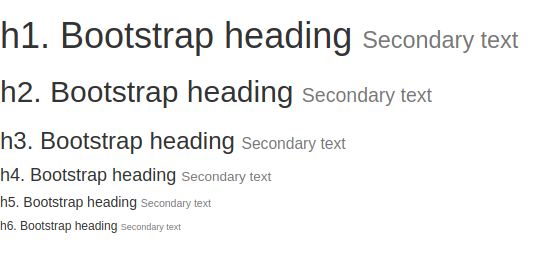 h1. Bootstrap heading Secondary text
h2. Bootstrap heading Secondary text
h3. Bootstrap heading Secondary text
h4. Bootstrap heading Secondary text
h5. Bootstrap heading Secondary text
h6. Bootstrap heading Secondary text